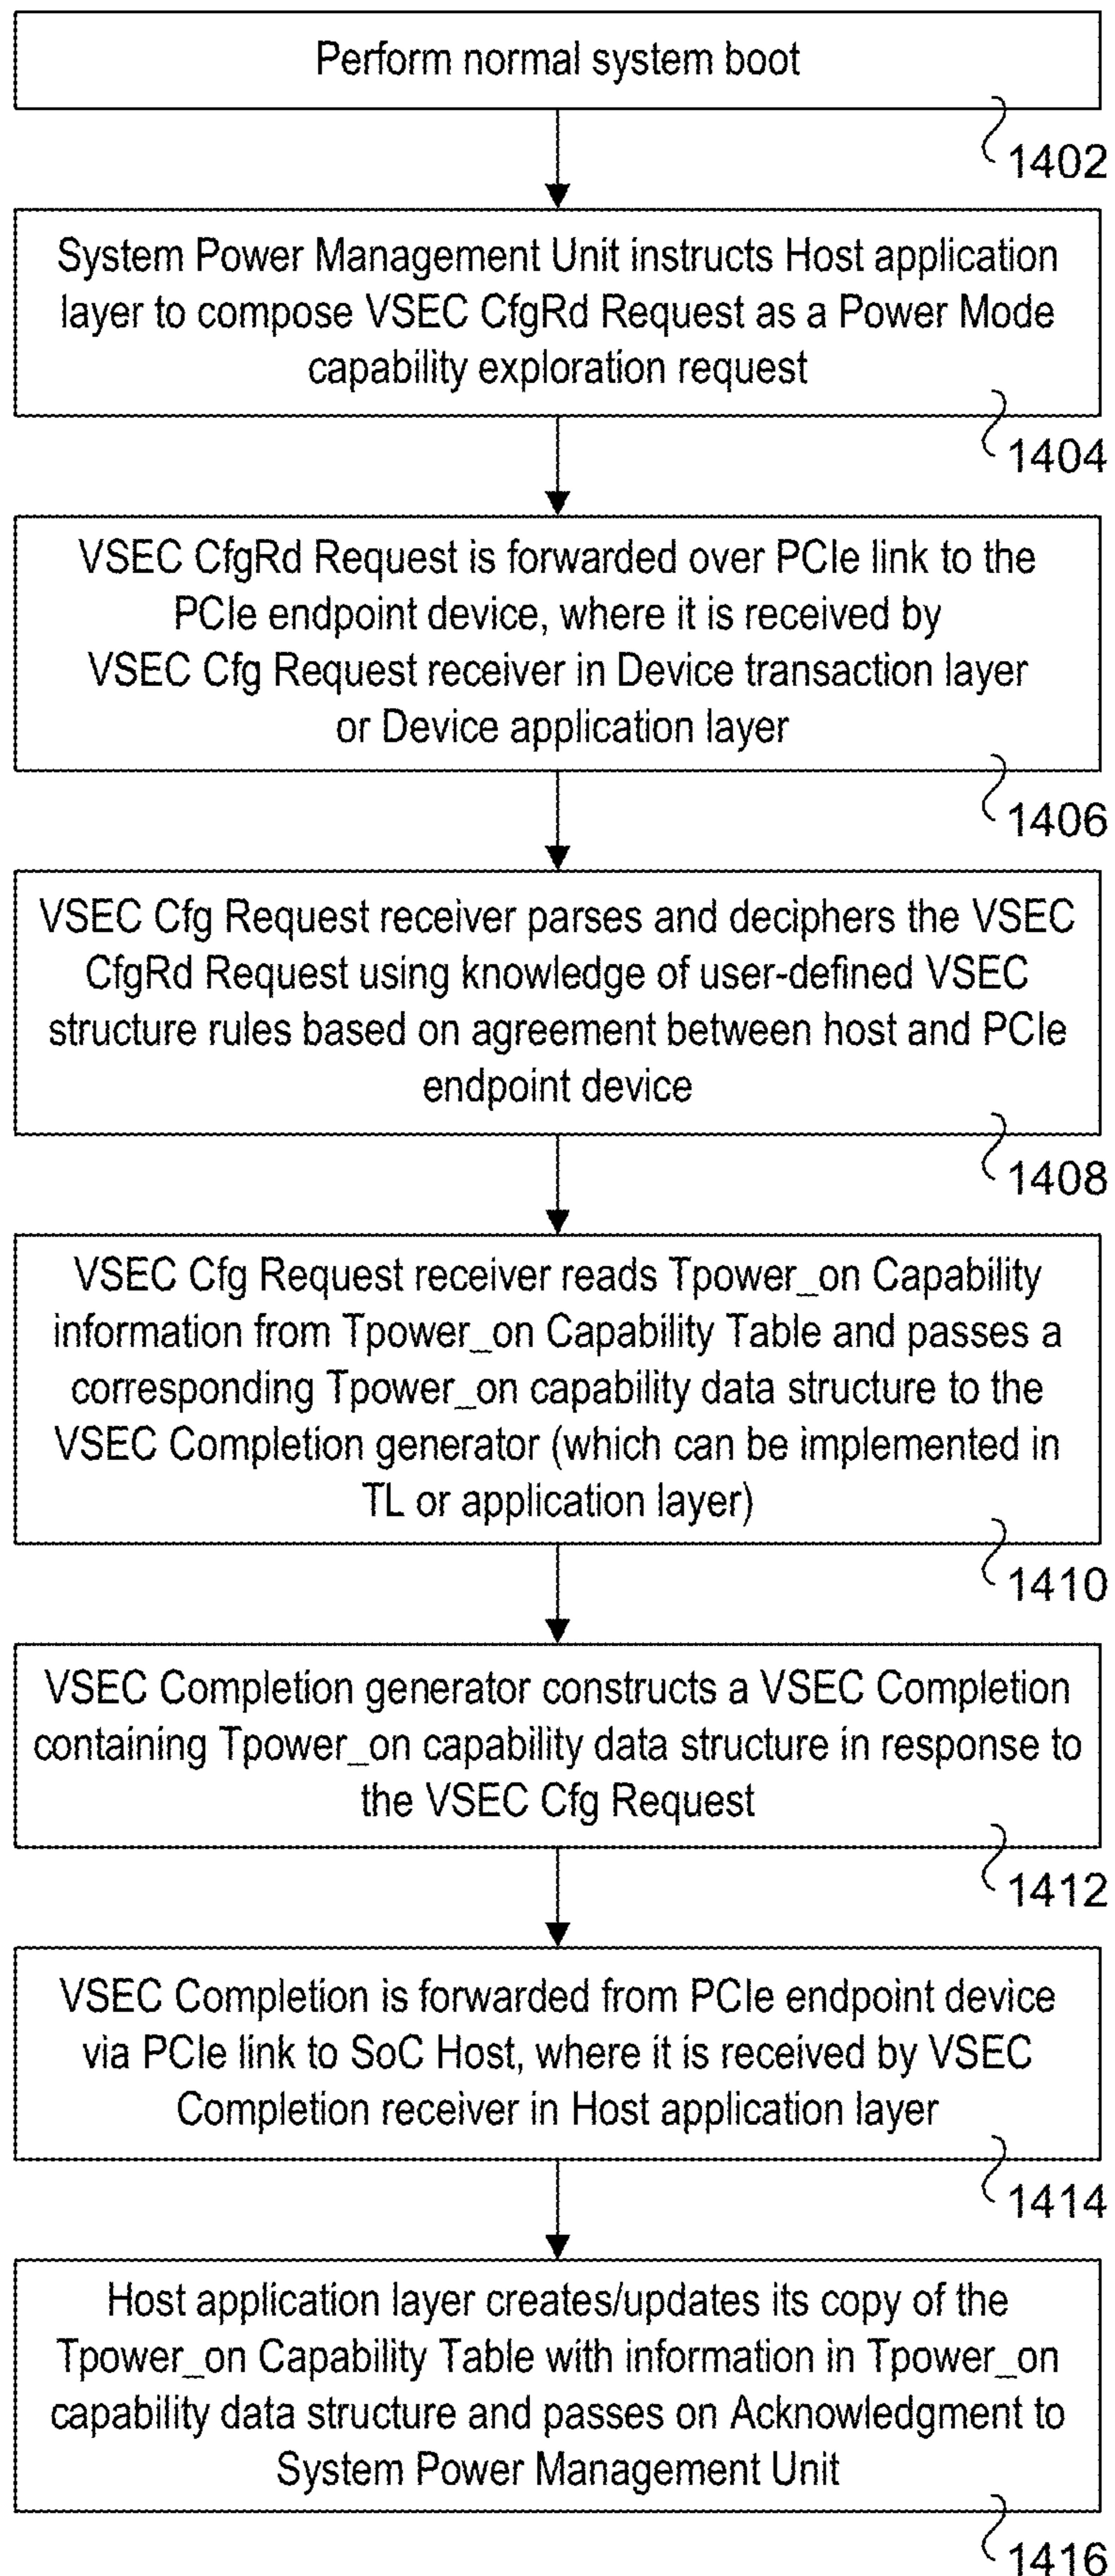 Perform normal system boot
1402
System Power Management Unit instructs Host application
layer to compose VSEC CfgRd Request as a Power Mode
capability exploration request
1404
VSEC CfgRd Request is forwarded over PCIe link to the
PCIe endpoint device, where it is received by
VSEC Cfg Request receiver in Device transaction layer
or Device application layer
1406
VSEC Cfg Request receiver parses and deciphers the VSEC
CfgRd Request using knowledge of user-defined VSEC
structure rules based on agreement between host and PCIe
endpoint device
1408
VSEC Cfg Request receiver reads Tpower_on Capability
information from Tpower_on Capability Table and passes a
corresponding Tpower_on capability data structure to the
VSEC Completion generator (which can be implemented in
TL or application layer)
1410
VSEC Completion generator constructs a VSEC Completion
containing Tpower_on capability data structure in response to
the VSEC Cfg Request
1412
VSEC Completion is forwarded from PCIe endpoint device
via PCIe link to SoC Host, where it is received by VSEC
Completion receiver in Host application layer
1414
Host application layer creates/updates its copy of the
Tpower_on Capability Table with information in Tpower_on
capability data structure and passes on Acknowledgment to
System Power Management Unit
1416